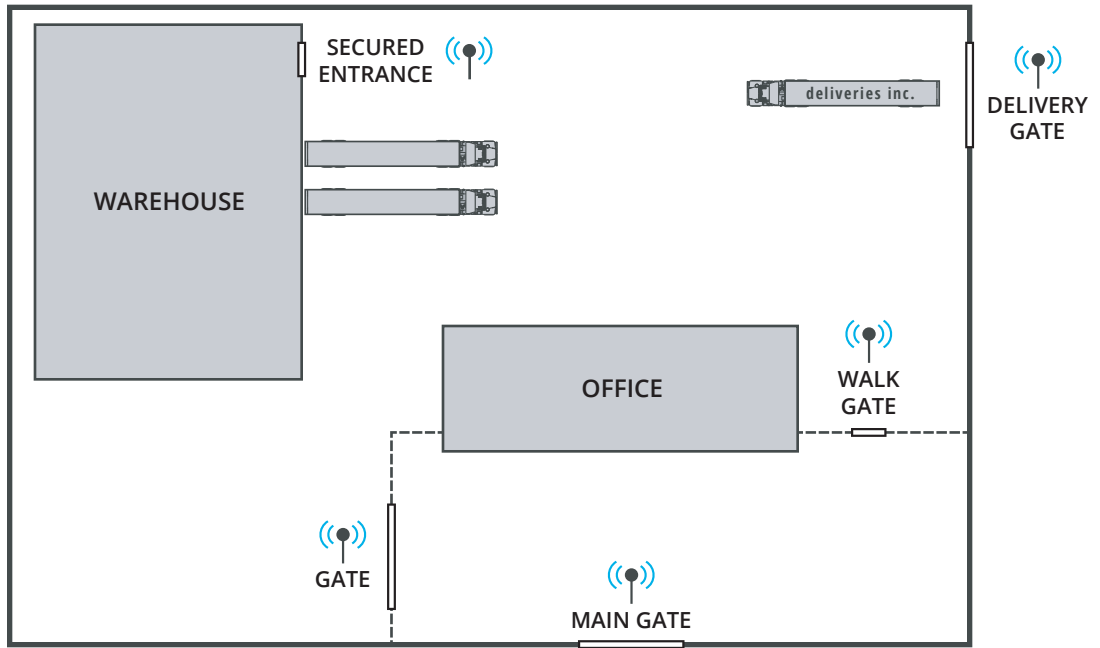 SECURED
ENTRANCE
deliveries inc.
DELIVERY
GATE
WAREHOUSE
WALK
GATE
OFFICE
GATE
MAIN GATE